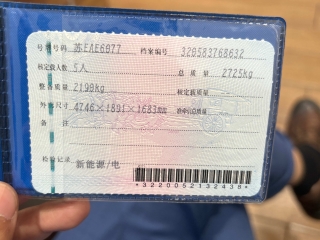 号牌号码 苏EAE6077 档案编号 320583768632
核定载人数 5人 总质量 2725kg
整备质量 2190kg 核定载质量
外廓尺寸 4746×1891×1683mm 准牵引总质量
备注
检验记录 新能源/电
*3220052132438*